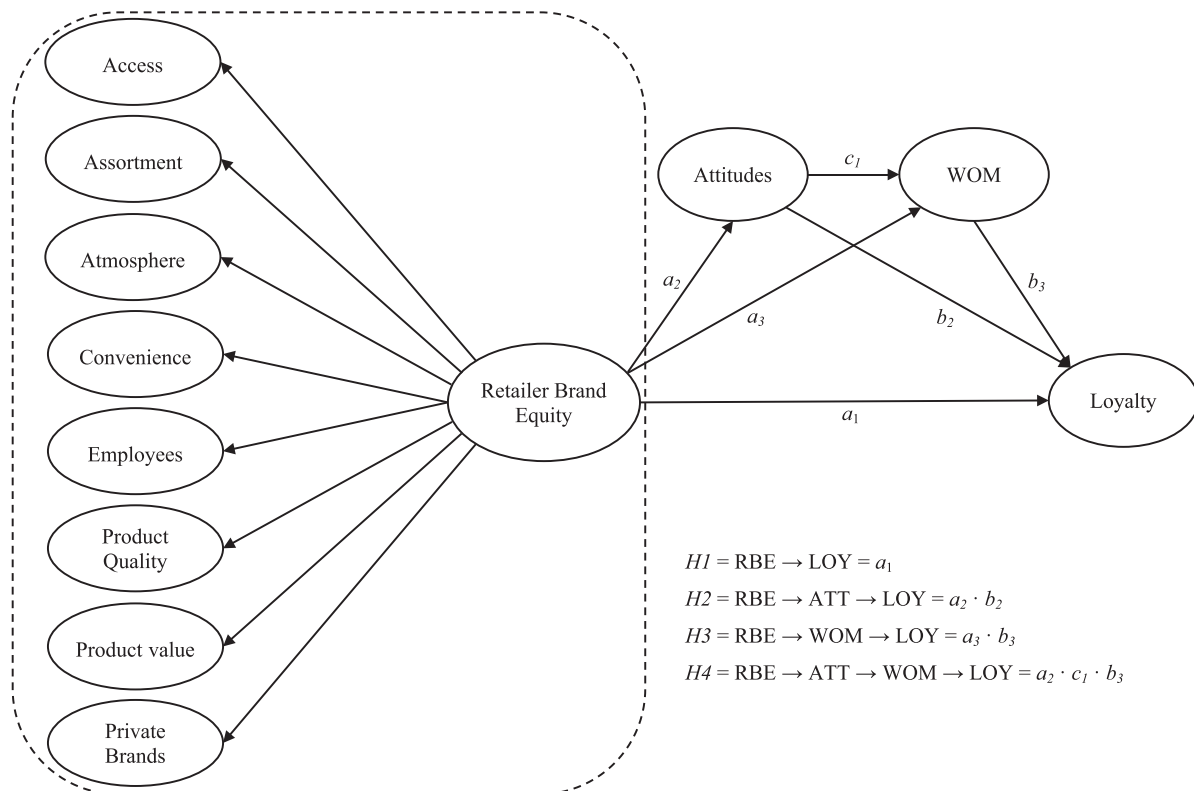 Access
Assortment
Atmosphere
Convenience
Employees
Product
Quality
Product value
Private
Brands
Retailer Brand
Equity
Attitudes
c₁
WOM
a₂
a₃
b₂
b₃
a₁
Loyalty
H1 = RBE → LOY = a₁
H2 = RBE → ATT → LOY = a₂ · b₂
H3 = RBE → WOM → LOY = a₃ · b₃
H4 = RBE → ATT → WOM → LOY = a₂ · c₁ · b₃